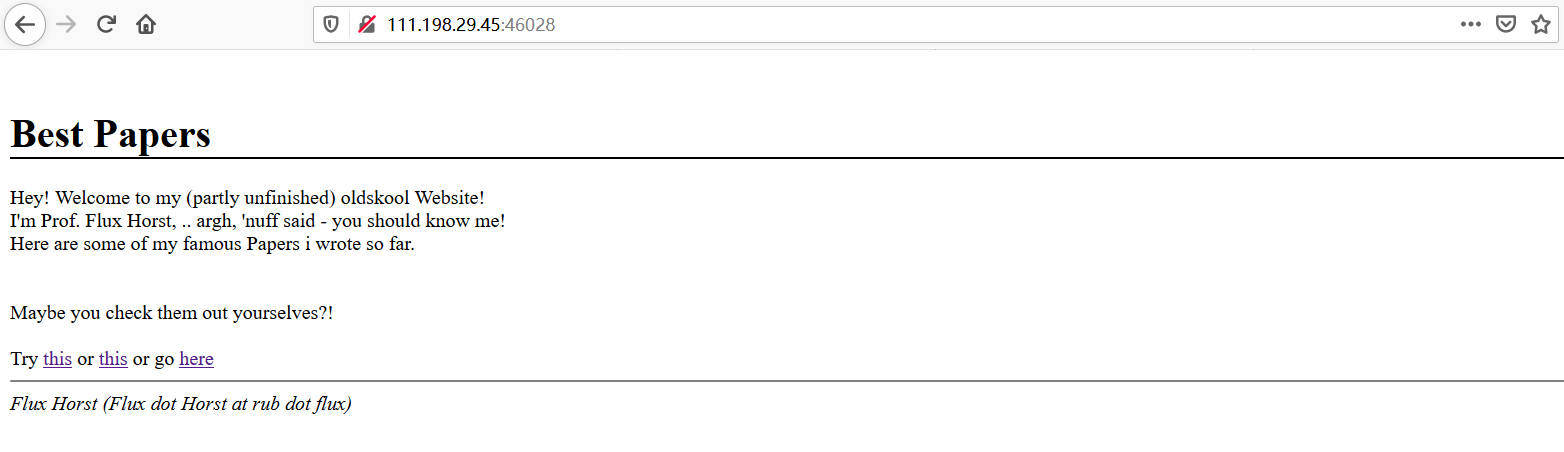 111.198.29.45:46028
Best Papers
Hey! Welcome to my (partly unfinished) oldskool Website!
I'm Prof. Flux Horst, .. argh, 'nuff said - you should know me!
Here are some of my famous Papers i wrote so far.
Maybe you check them out yourselves?!
Try this or this or go here
Flux Horst (Flux dot Horst at rub dot flux)